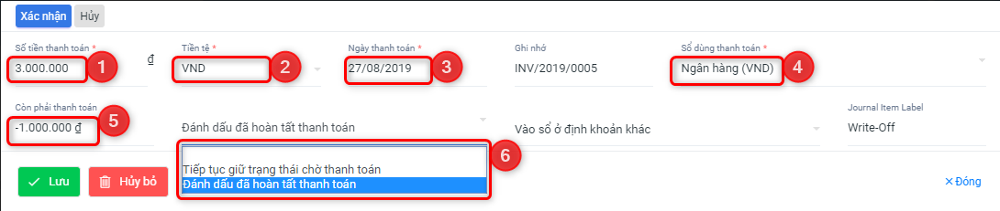 Xác nhận Hủy
Số tiền thanh toán * Tiền tệ * Ngày thanh toán * Ghi nhớ Sổ dùng thanh toán *
3.000.000 ₫ VND 27/08/2019 INV/2019/0005 Ngân hàng (VND)
1 2 3 4
Còn phải thanh toán Journal Item Label
-1.000.000 ₫ Đánh dấu đã hoàn tất thanh toán Vào sổ ở định khoản khác Write-Off
5
Tiếp tục giữ trạng thái chờ thanh toán
Đánh dấu đã hoàn tất thanh toán
6
Lưu Hủy bỏ × Đóng